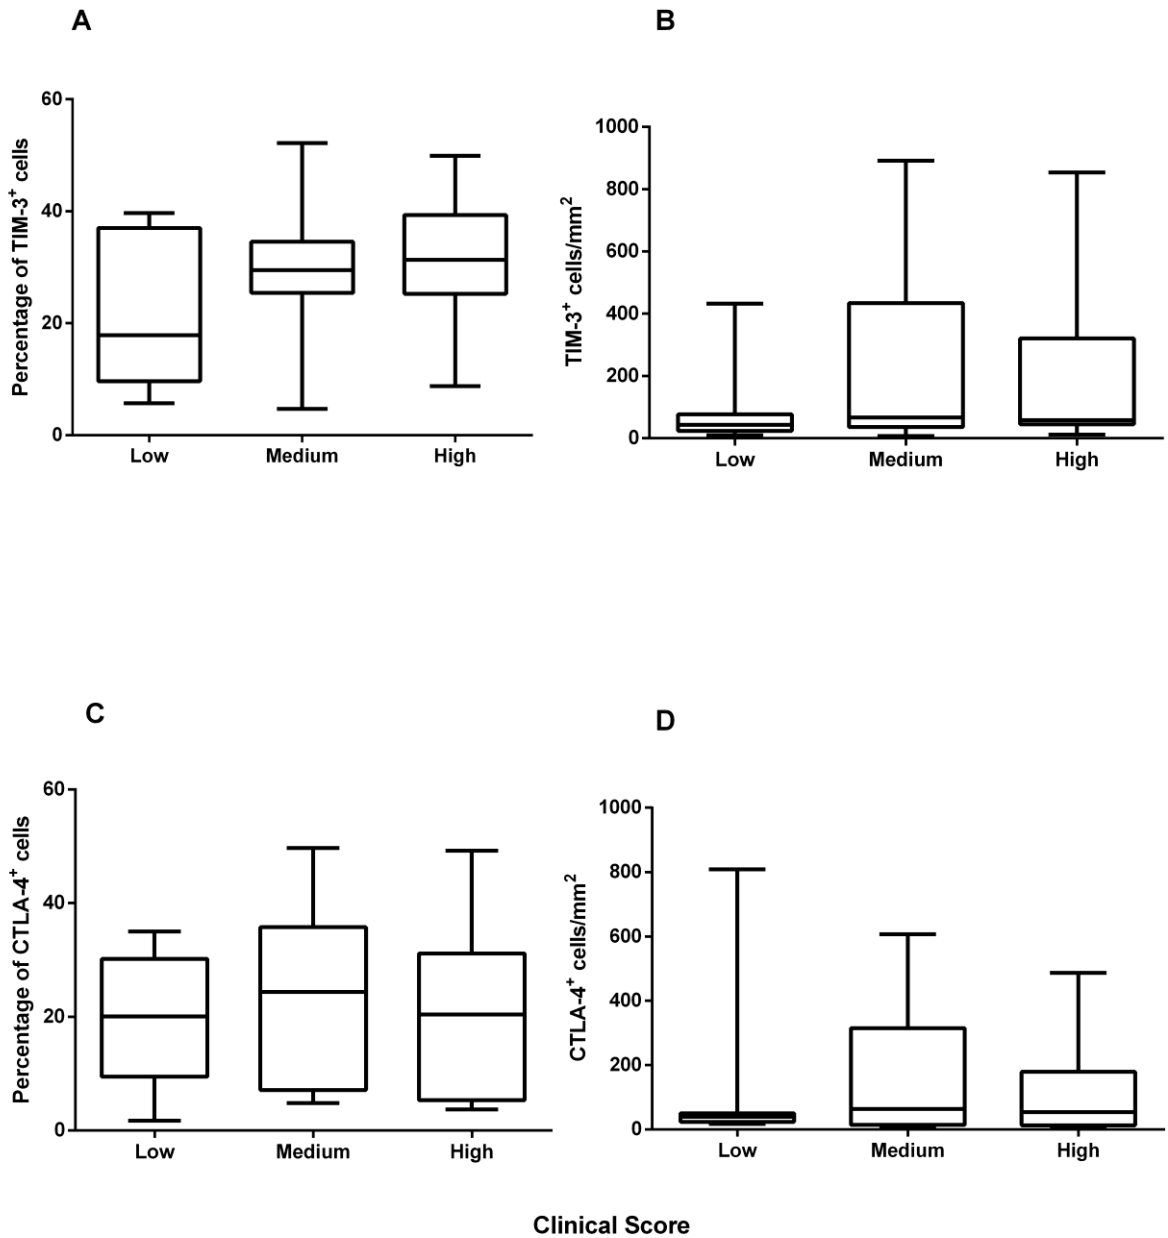 A
Percentage of TIM-3⁺ cells
60
40
20
0
Low Medium High
B
TIM-3⁺ cells/mm²
1000
800
600
400
200
0
Low Medium High
C
Percentage of CTLA-4⁺ cells
60
40
20
0
Low Medium High
D
CTLA-4⁺ cells/mm²
1000
800
600
400
200
0
Low Medium High
Clinical Score